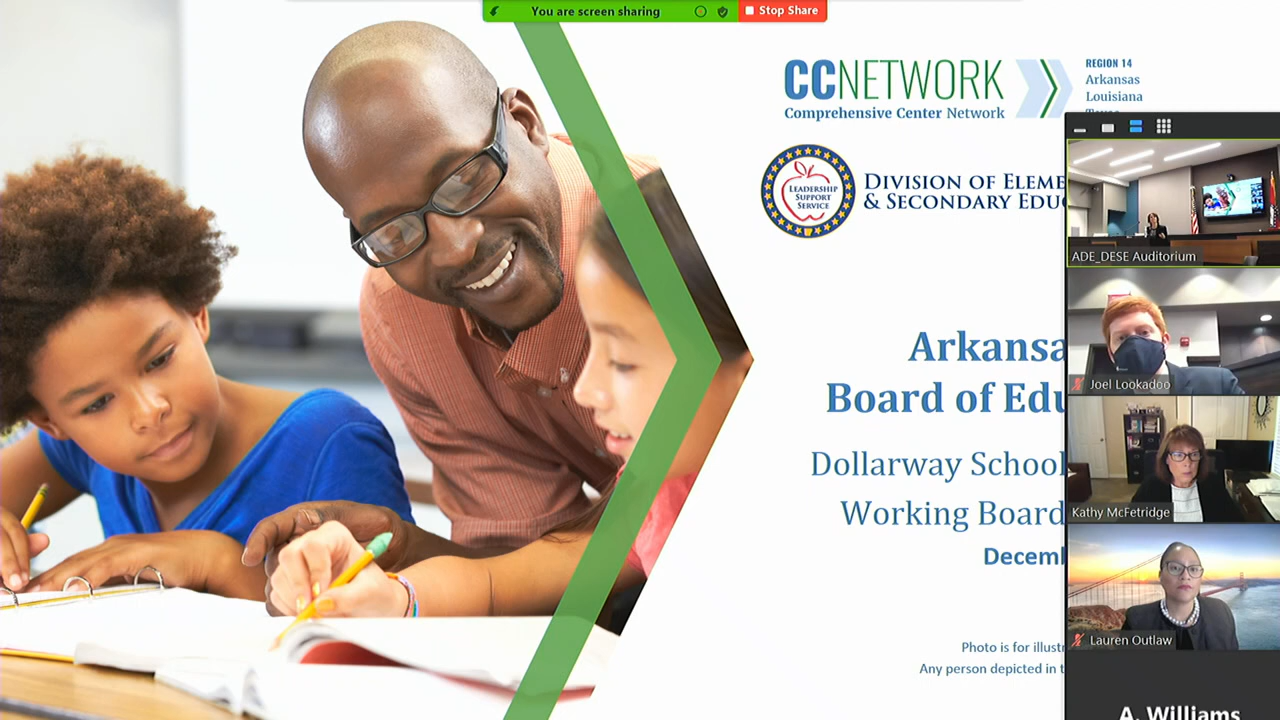 You are screen sharing
Stop Share
CCNETWORK
Comprehensive Center Network
REGION 14
Arkansas
Louisiana
LEADERSHIP
SUPPORT
SERVICE
DIVISION OF ELEME
& SECONDARY EDUC
ADE_DESE Auditorium
Joel Lookadoo
Kathy McFetridge
Lauren Outlaw
A. Williams
Arkansa
Board of Edu
Dollarway School
Working Board
Decemb
Photo is for illustr
Any person depicted in t